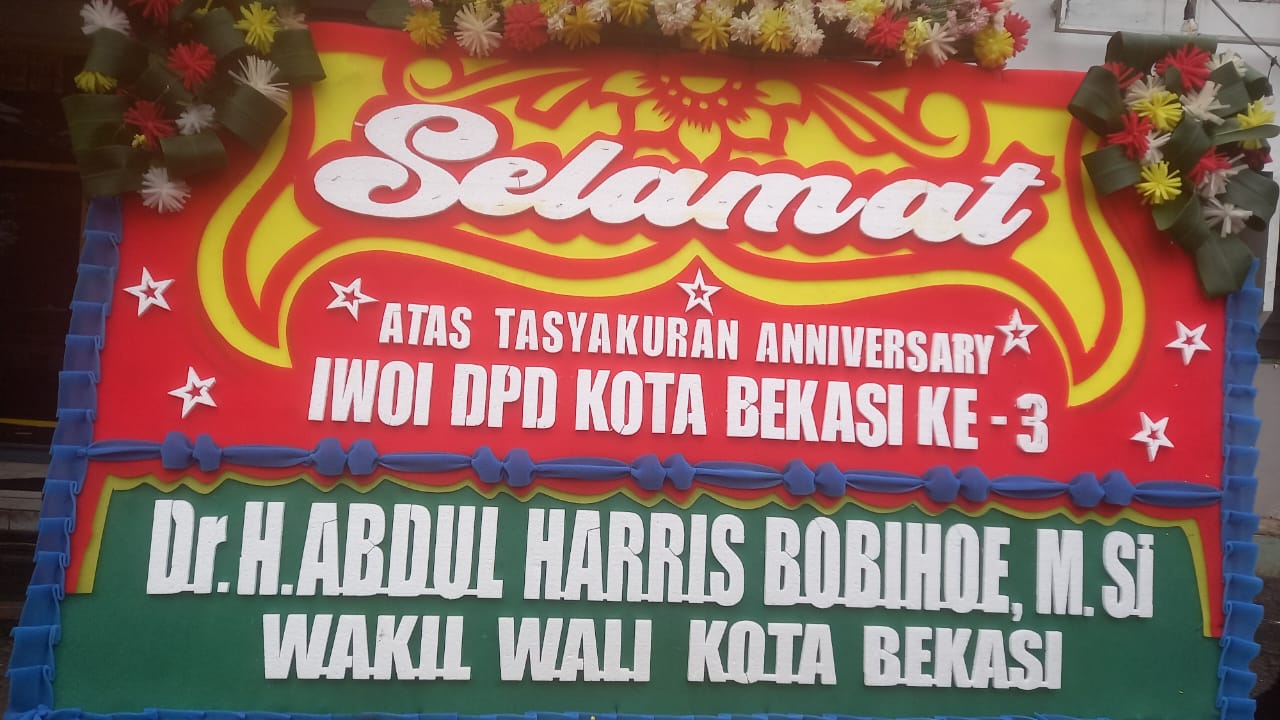 Selamat
ATAS TASYAKURAN ANNIVERSARY
IWOI DPD KOTA BEKASI KE - 3
Dr. H. ABDUL HARRIS BOBIHOE, M. Si
WAKIL WALI KOTA BEKASI